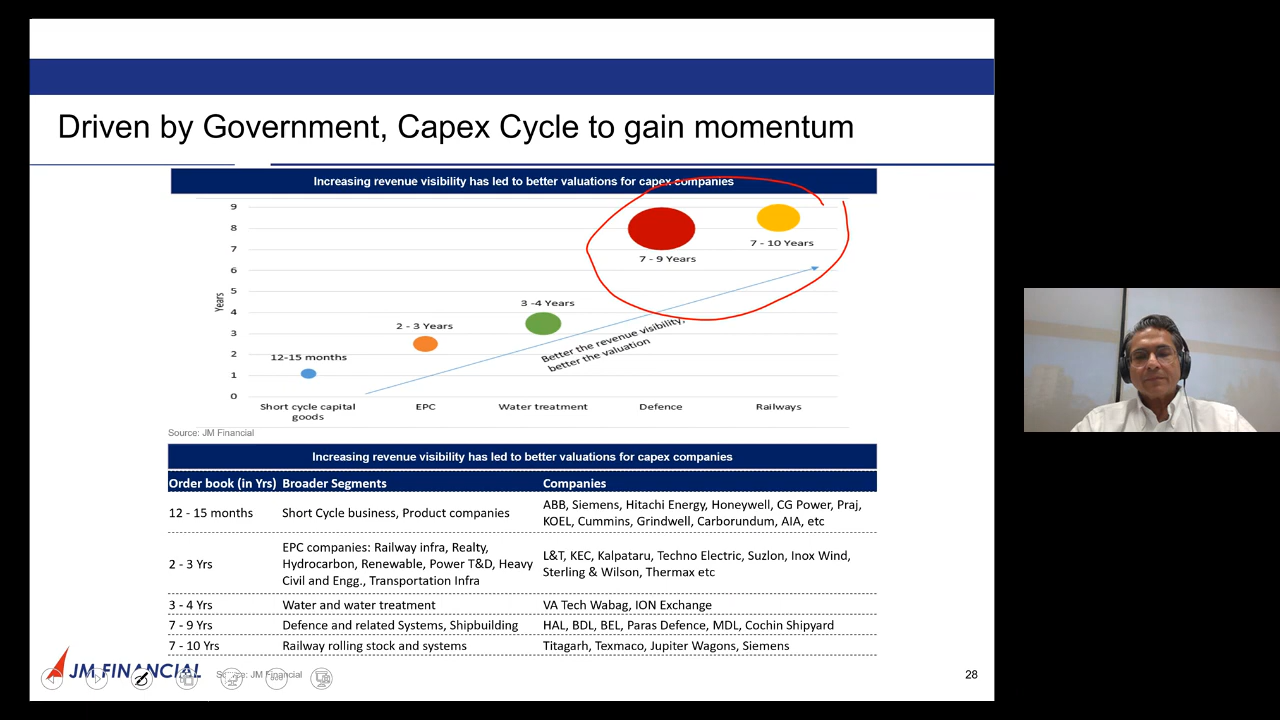 Driven by Government, Capex Cycle to gain momentum
Increasing revenue visibility has led to better valuations for capex companies
9
8
7
6
5
4
3
2
1
0
Years
12-15 months
2 - 3 Years
3 -4 Years
7 - 9 Years
7 - 10 Years
Better the revenue visibility,
better the valuation
Short cycle capital
goods
EPC
Water treatment
Defence
Railways
Source: JM Financial
Increasing revenue visibility has led to better valuations for capex companies
Order book (in Yrs) Broader Segments Companies
12 - 15 months Short Cycle business, Product companies ABB, Siemens, Hitachi Energy, Honeywell, CG Power, Praj,
KOEL, Cummins, Grindwell, Carborundum, AIA, etc
2 - 3 Yrs EPC companies: Railway infra, Realty,
Hydrocarbon, Renewable, Power T&D, Heavy
Civil and Engg., Transportation Infra
L&T, KEC, Kalpataru, Techno Electric, Suzlon, Inox Wind,
Sterling & Wilson, Thermax etc
3 - 4 Yrs Water and water treatment VA Tech Wabag, ION Exchange
7 - 9 Yrs Defence and related Systems, Shipbuilding HAL, BDL, BEL, Paras Defence, MDL, Cochin Shipyard
7 - 10 Yrs Railway rolling stock and systems Titagarh, Texmaco, Jupiter Wagons, Siemens
JM FINANCIAL
Source: JM Financial
28